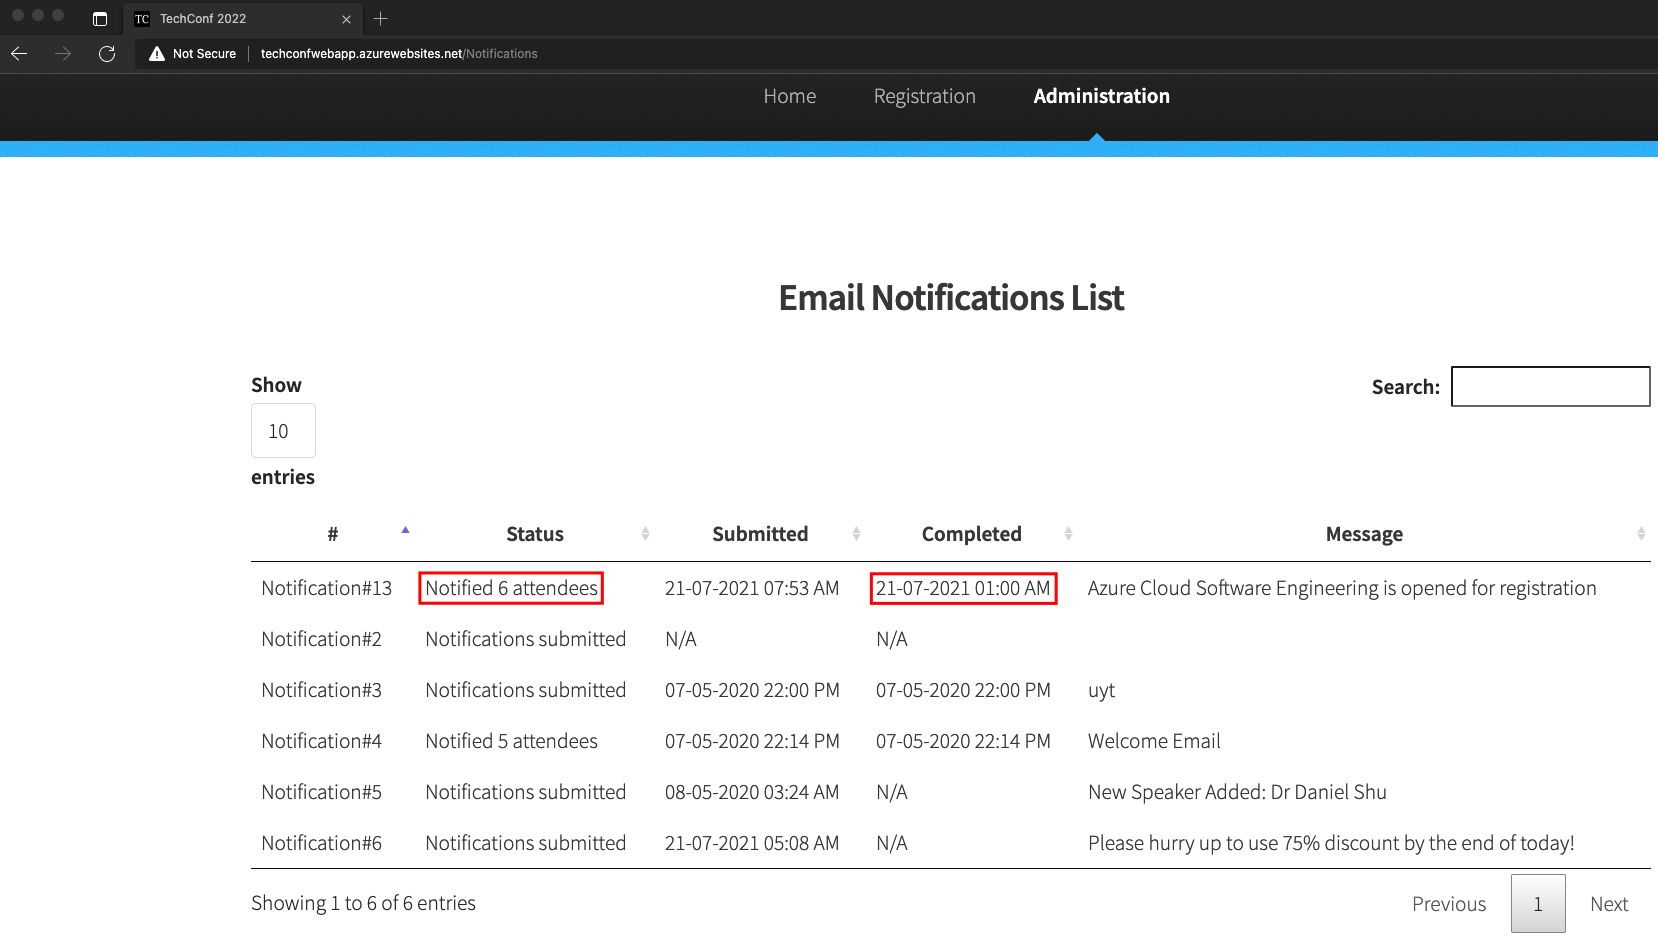 TC TechConf 2022
Not Secure techconfwebapp.azurewebsites.net/Notifications
Home Registration Administration
Email Notifications List
Show
10
entries
Search:
# Status Submitted Completed Message
Notification#13 Notified 6 attendees 21-07-2021 07:53 AM 21-07-2021 01:00 AM Azure Cloud Software Engineering is opened for registration
Notification#2 Notifications submitted N/A N/A
Notification#3 Notifications submitted 07-05-2020 22:00 PM 07-05-2020 22:00 PM uyt
Notification#4 Notified 5 attendees 07-05-2020 22:14 PM 07-05-2020 22:14 PM Welcome Email
Notification#5 Notifications submitted 08-05-2020 03:24 AM N/A New Speaker Added: Dr Daniel Shu
Notification#6 Notifications submitted 21-07-2021 05:08 AM N/A Please hurry up to use 75% discount by the end of today!
Showing 1 to 6 of 6 entries
Previous 1 Next